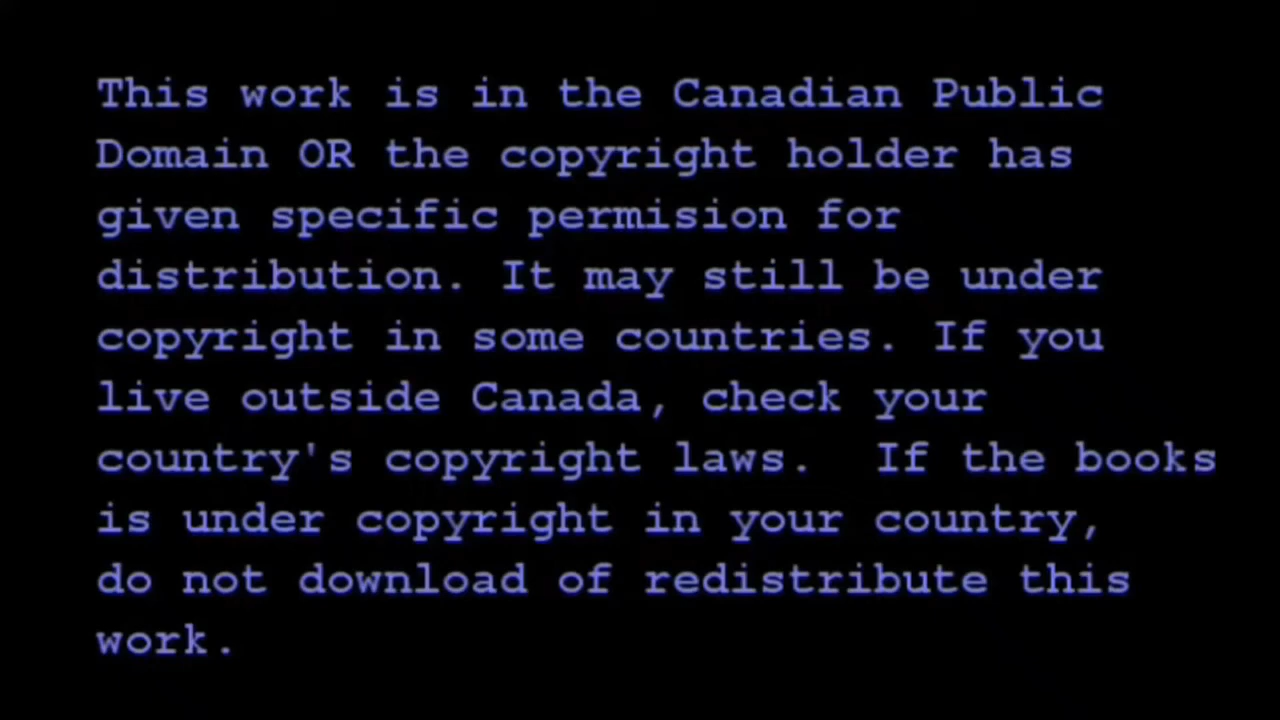 This work is in the Canadian Public
Domain OR the copyright holder has
given specific permision for
distribution. It may still be under
copyright in some countries. If you
live outside Canada, check your
country's copyright laws.  If the books
is under copyright in your country,
do not download of redistribute this
work.